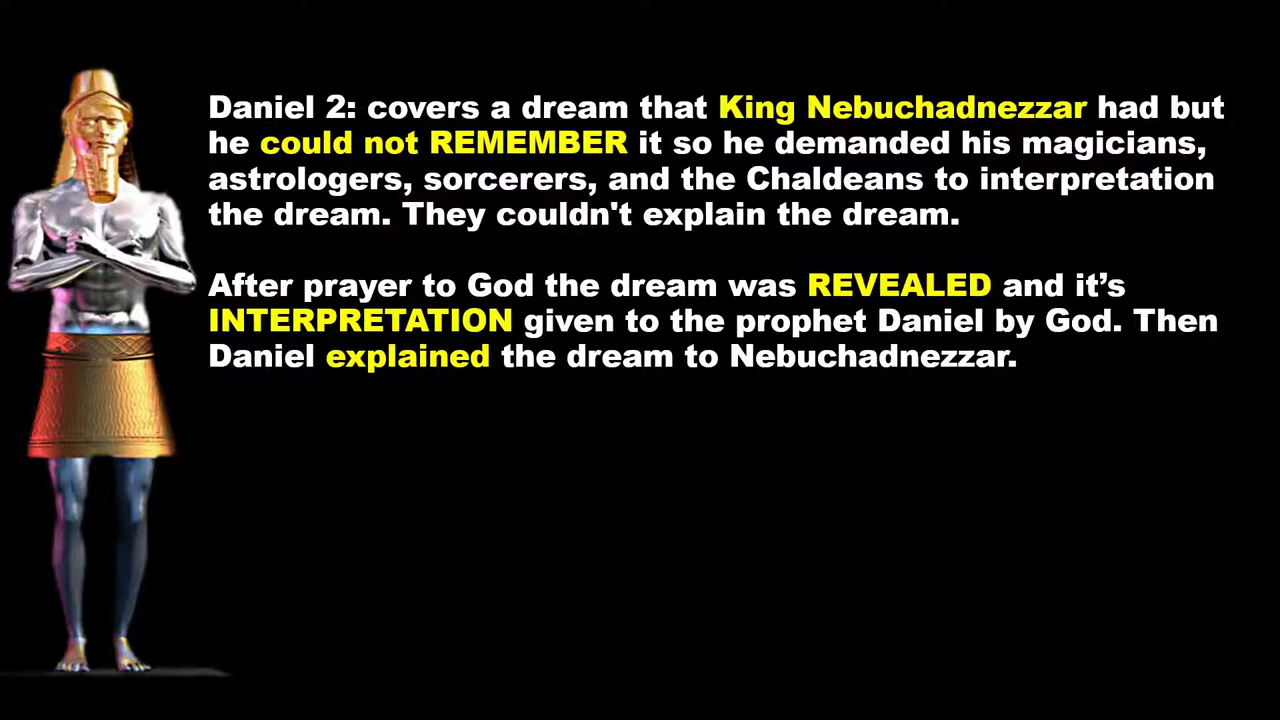 Daniel 2: covers a dream that King Nebuchadnezzar had but
he could not REMEMBER it so he demanded his magicians,
astrologers, sorcerers, and the Chaldeans to interpretation
the dream. They couldn't explain the dream.
After prayer to God the dream was REVEALED and it’s
INTERPRETATION given to the prophet Daniel by God. Then
Daniel explained the dream to Nebuchadnezzar.